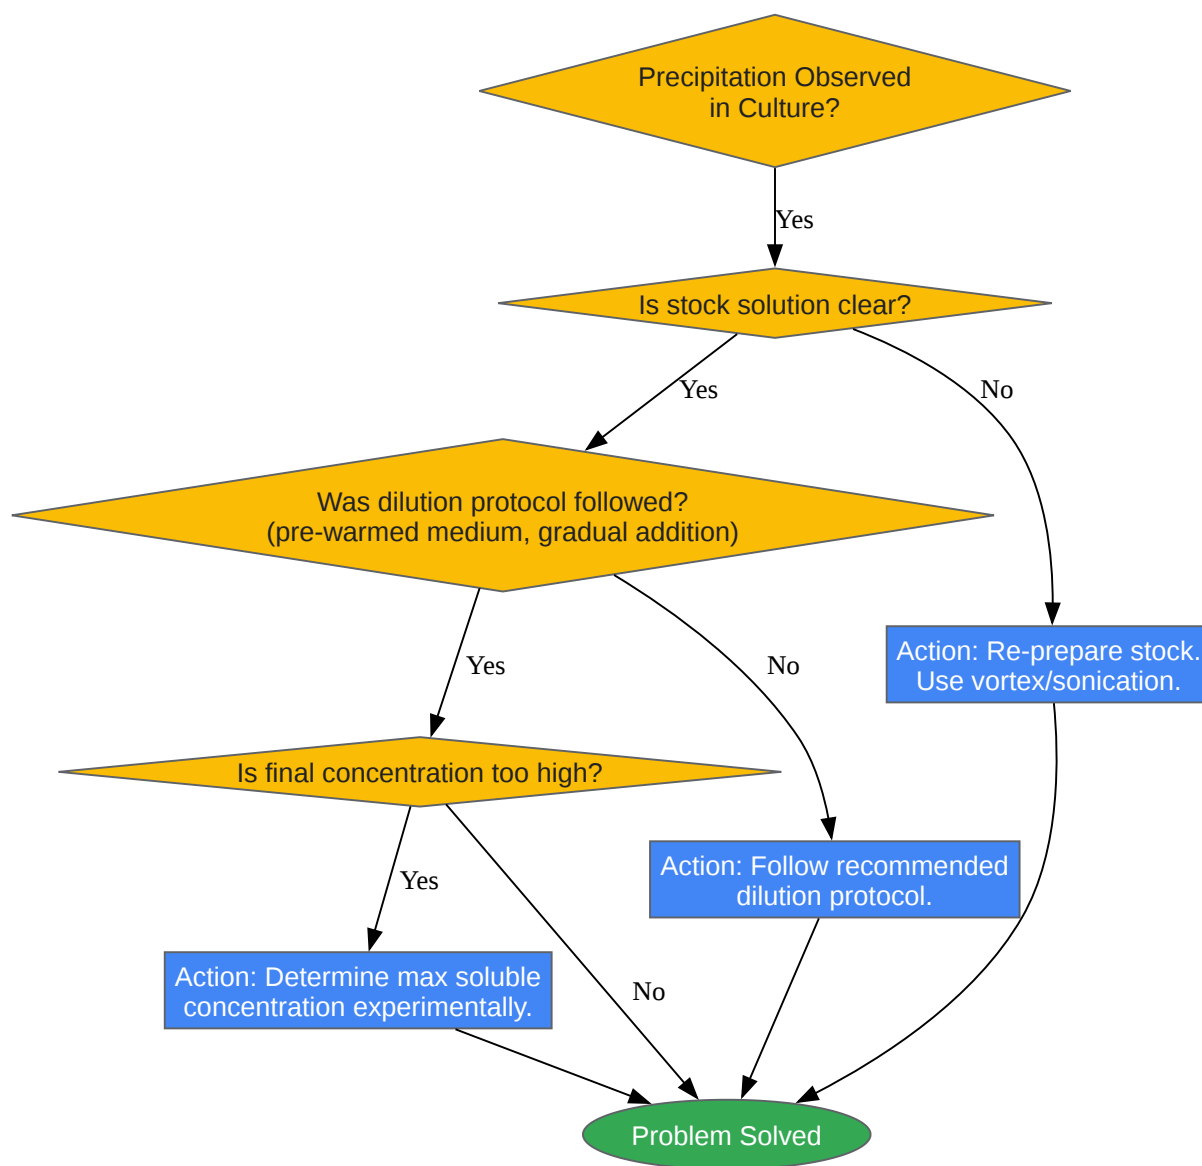 Precipitation Observed
in Culture?
Yes
Is stock solution clear?
Yes
No
Was dilution protocol followed?
(pre-warmed medium, gradual addition)
Yes
No
Action: Re-prepare stock.
Use vortex/sonication.
Is final concentration too high?
Yes
Action: Follow recommended
dilution protocol.
Action: Determine max soluble
concentration experimentally.
No
Problem Solved